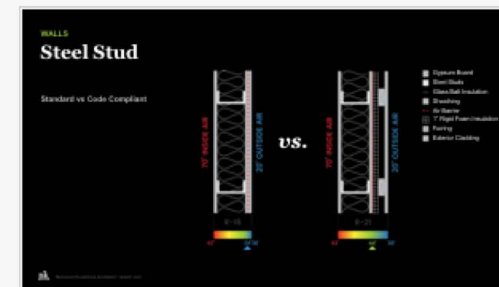 WALLS
Steel Stud
Standard vs Code Compliant
70° INSIDE AIR
20° OUTSIDE AIR
vs.
70° INSIDE AIR
20° OUTSIDE AIR
Gypsum Board
Steel Studs
Glass Batt Insulation
Sheathing
Air Barrier
1" Rigid Foam Insulation
Furring
Exterior Cladding